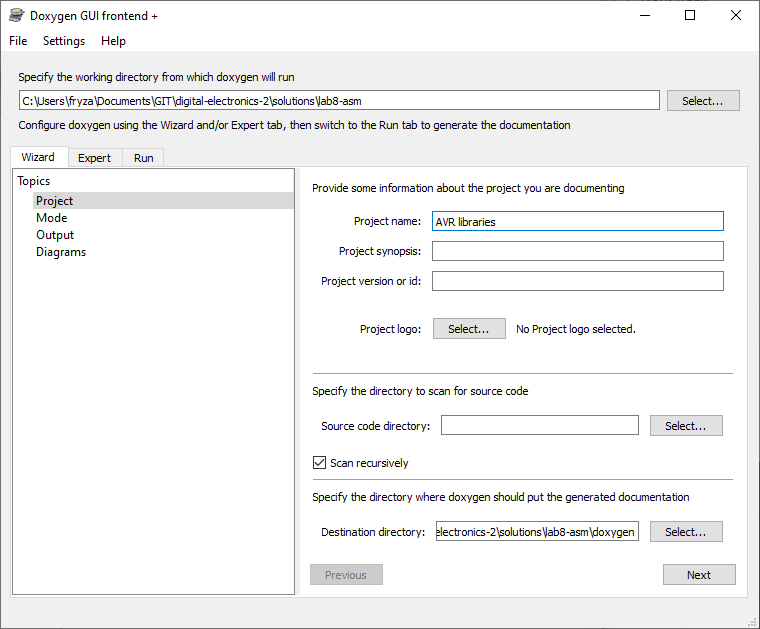 Doxygen GUI frontend +
File Settings Help
Specify the working directory from which doxygen will run
C:\Users\fryza\Documents\GIT\digital-electronics-2\solutions\lab8-asm Select...
Configure doxygen using the Wizard and/or Expert tab, then switch to the Run tab to generate the documentation
Wizard Expert Run
Topics
Project
Mode
Output
Diagrams
Provide some information about the project you are documenting
Project name: AVR libraries
Project synopsis:
Project version or id:
Project logo: Select... No Project logo selected.
Specify the directory to scan for source code
Source code directory: Select...
Scan recursively
Specify the directory where doxygen should put the generated documentation
Destination directory: electronics-2\solutions\lab8-asm\doxygen Select...
Previous Next